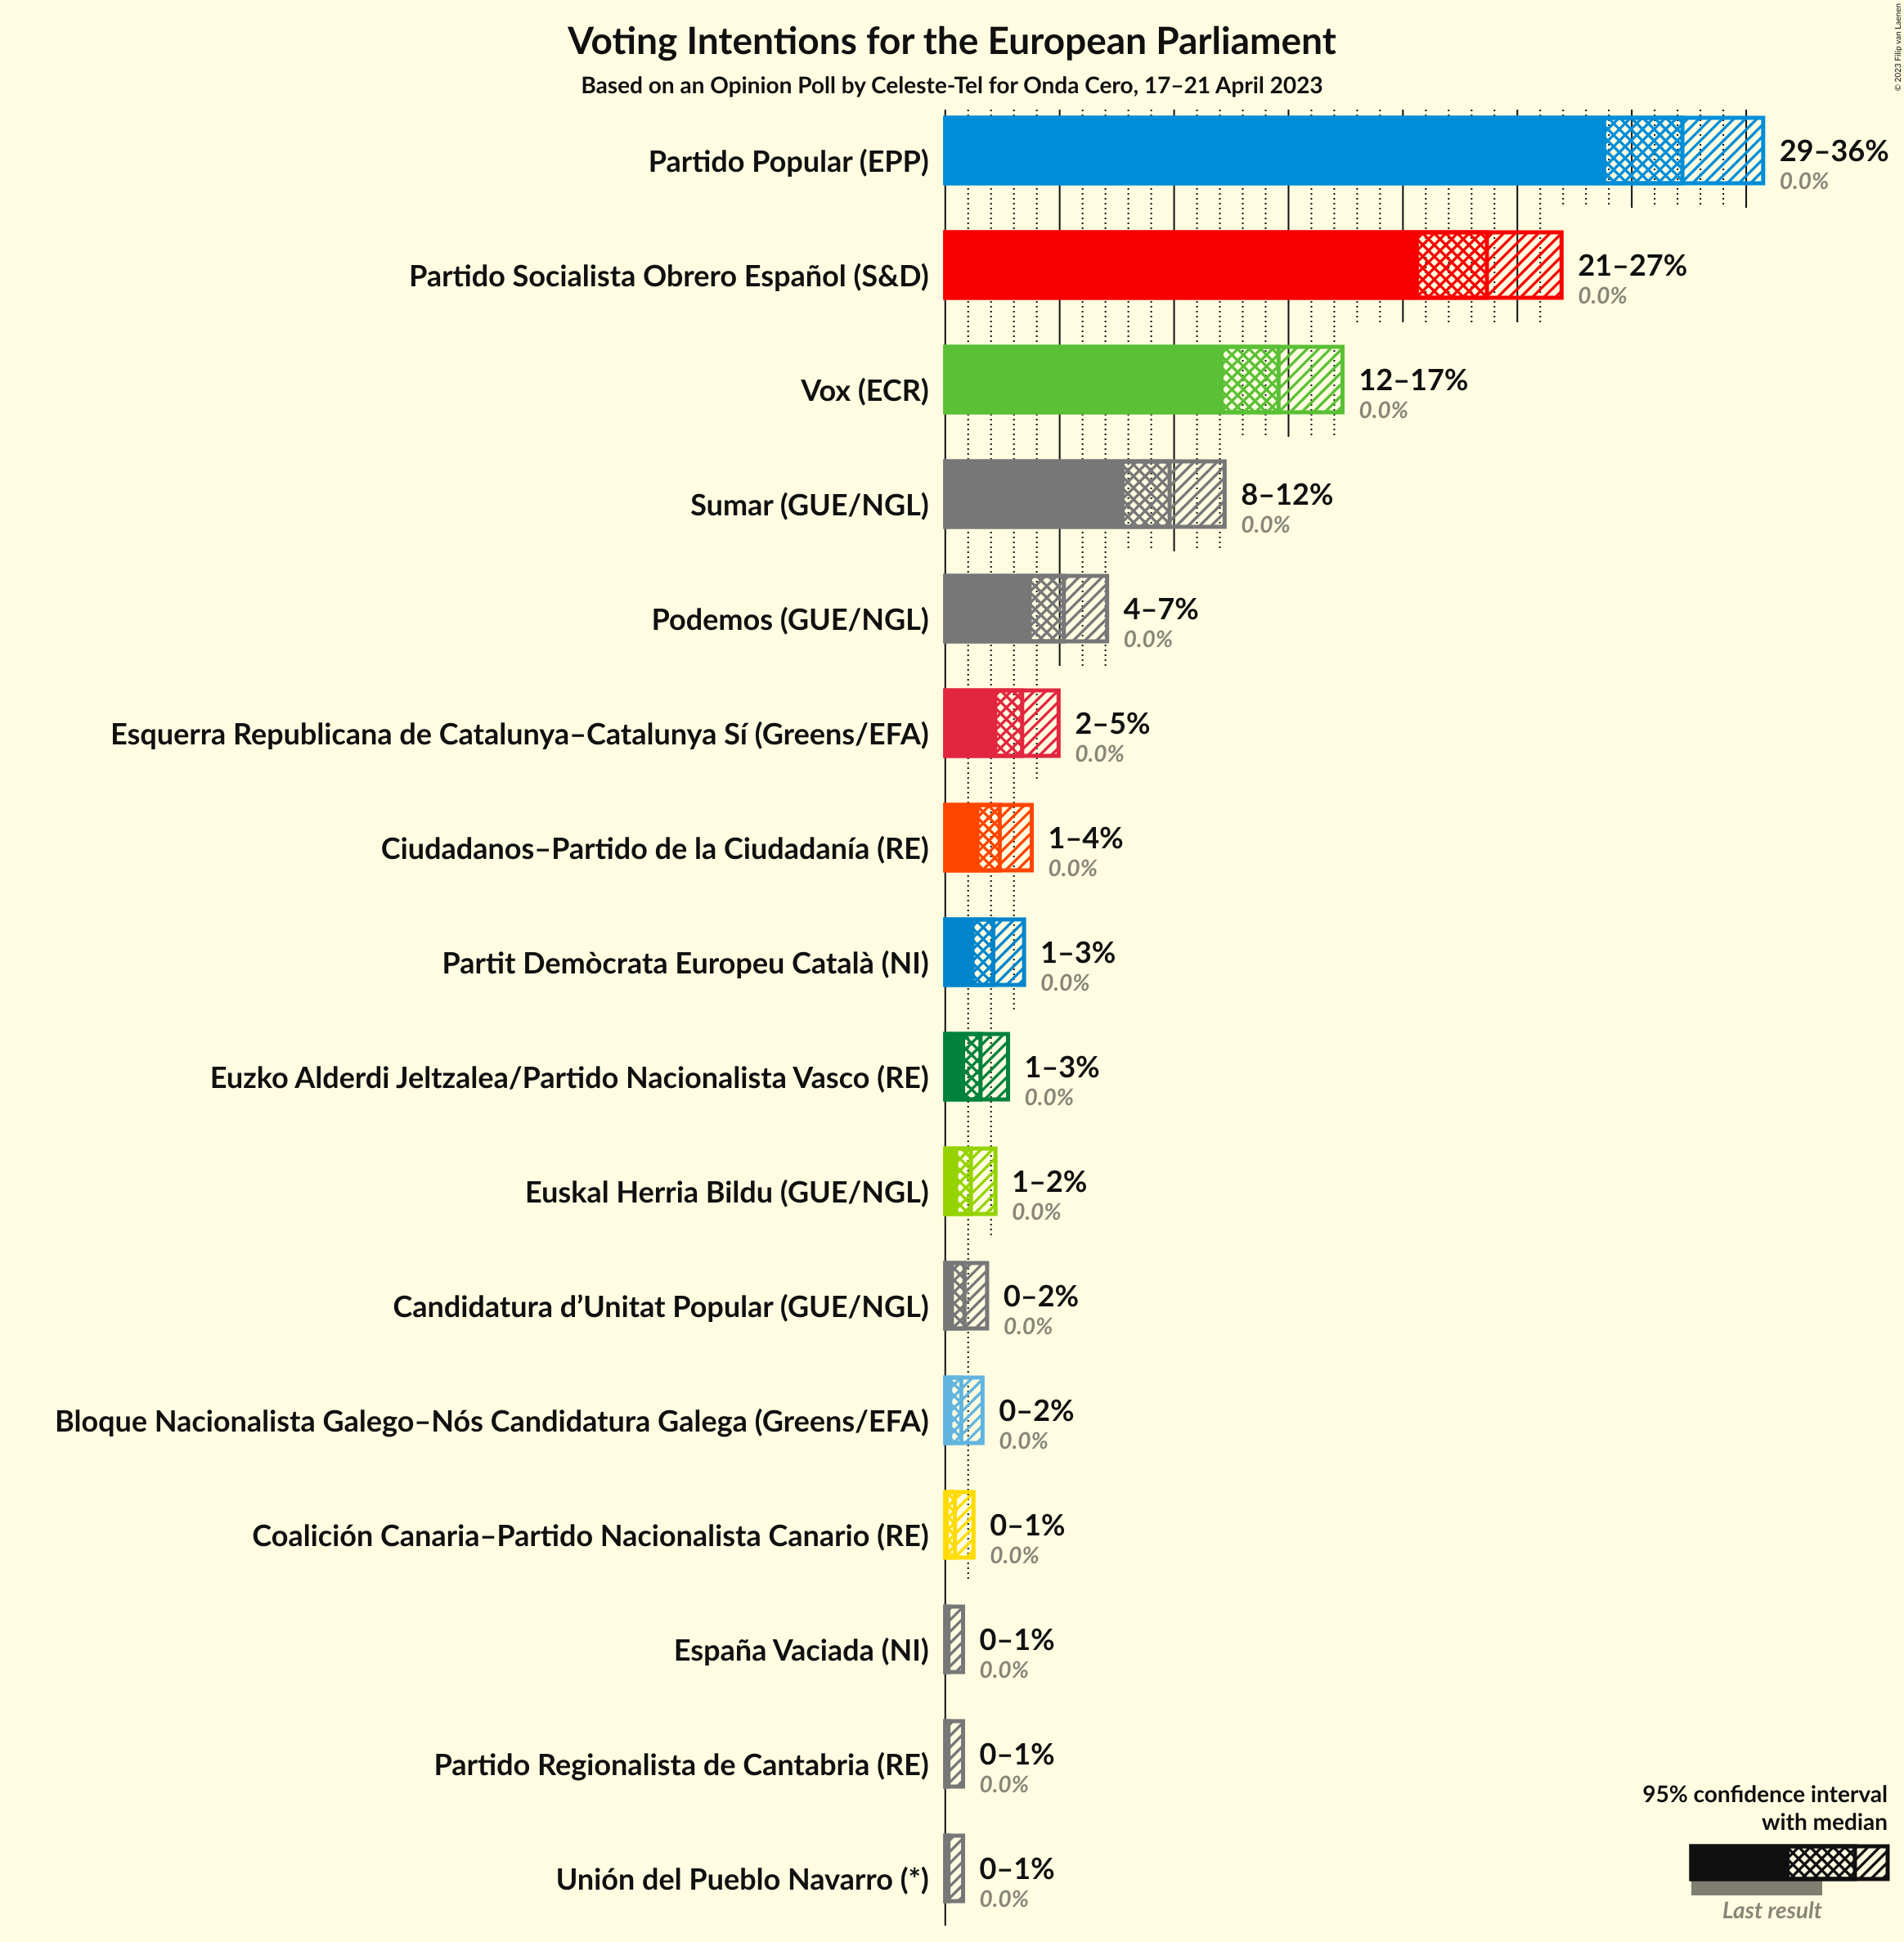 Voting Intentions for the European Parliament
Based on an Opinion Poll by Celeste-Tel for Onda Cero, 17–21 April 2023
© 2023 Filip van Laenen
Partido Popular (EPP)
29–36%
0.0%
Partido Socialista Obrero Español (S&D)
21–27%
0.0%
Vox (ECR)
12–17%
0.0%
Sumar (GUE/NGL)
8–12%
0.0%
Podemos (GUE/NGL)
4–7%
0.0%
Esquerra Republicana de Catalunya–Catalunya Sí (Greens/EFA)
2–5%
0.0%
Ciudadanos–Partido de la Ciudadanía (RE)
1–4%
0.0%
Partit Demòcrata Europeu Català (NI)
1–3%
0.0%
Euzko Alderdi Jeltzalea/Partido Nacionalista Vasco (RE)
1–3%
0.0%
Euskal Herria Bildu (GUE/NGL)
1–2%
0.0%
Candidatura d’Unitat Popular (GUE/NGL)
0–2%
0.0%
Bloque Nacionalista Galego–Nós Candidatura Galega (Greens/EFA)
0–2%
0.0%
Coalición Canaria–Partido Nacionalista Canario (RE)
0–1%
0.0%
España Vaciada (NI)
0–1%
0.0%
Partido Regionalista de Cantabria (RE)
0–1%
0.0%
Unión del Pueblo Navarro (*)
0–1%
0.0%
95% confidence interval
with median
Last result